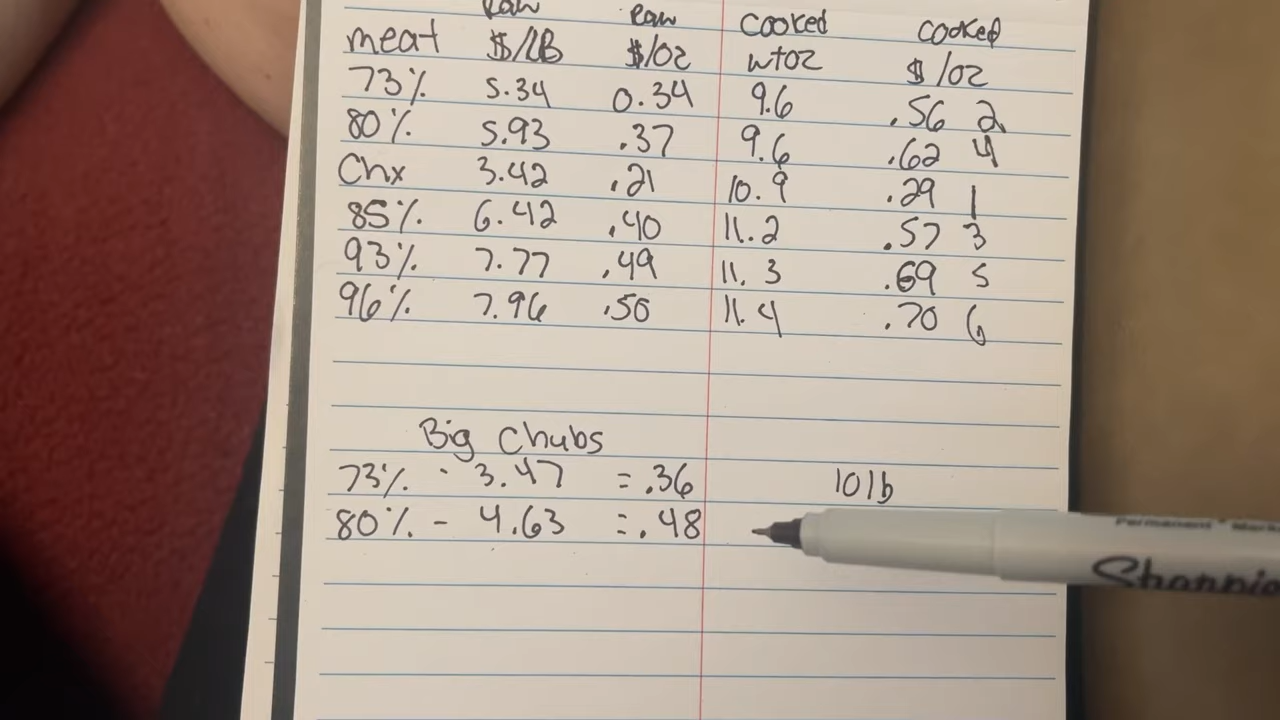 Raw Raw Cooked Cooked
meat $/LB $/oz wtoz $/oz
73% 5.34 0.34 9.6 .56 2
80% 5.93 .37 9.6 .62 4
Chx 3.42 .21 10.9 .29 1
85% 6.42 .40 11.2 .57 3
93% 7.77 .49 11.3 .69 5
96% 7.96 .50 11.4 .70 6
Big Chubs
73% - 3.47 = .36 10lb
80% - 4.63 = .48
Permanent Marker
Sharpie